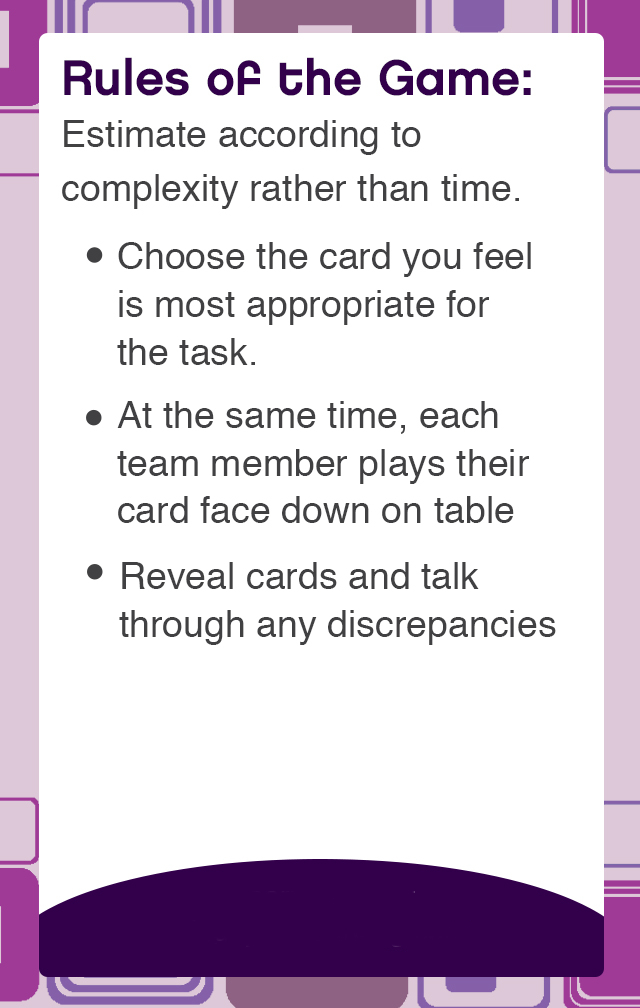 Rules of the Game:
Estimate according to
complexity rather than time.
• Choose the card you feel
is most appropriate for
the task.
• At the same time, each
team member plays their
card face down on table
• Reveal cards and talk
through any discrepancies